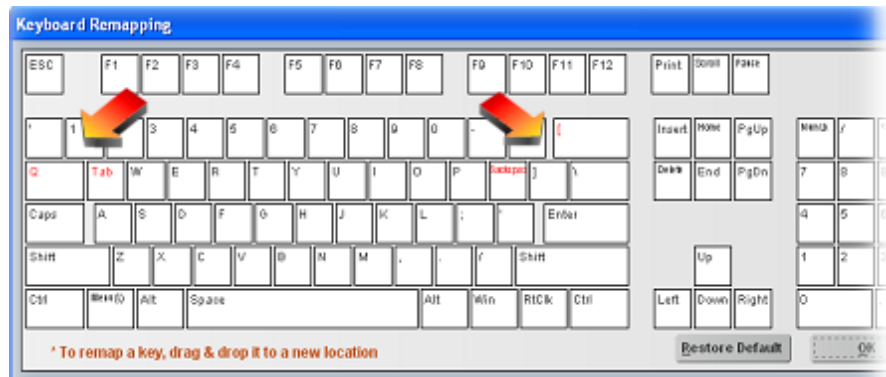 Keyboard Remapping
ESC F1 F2 F3 F4 F5 F6 F7 F8 F9 F10 F11 F12 Print Scroll Pause
' 1 3 4 5 6 7 8 9 0 - [ Insert Home PgUp NumLk /
Q Tab W E R T Y U I O P Backspace ] \ Delete End PgDn 7 8
Caps A S D F G H J K L ; ' Enter 4 5
Shift Z X C V B N M , . / Shift Up 1 2
Ctrl Alt Space Alt Win RtClk Ctrl Left Down Right 0
* To remap a key, drag & drop it to a new location
Restore Default OK